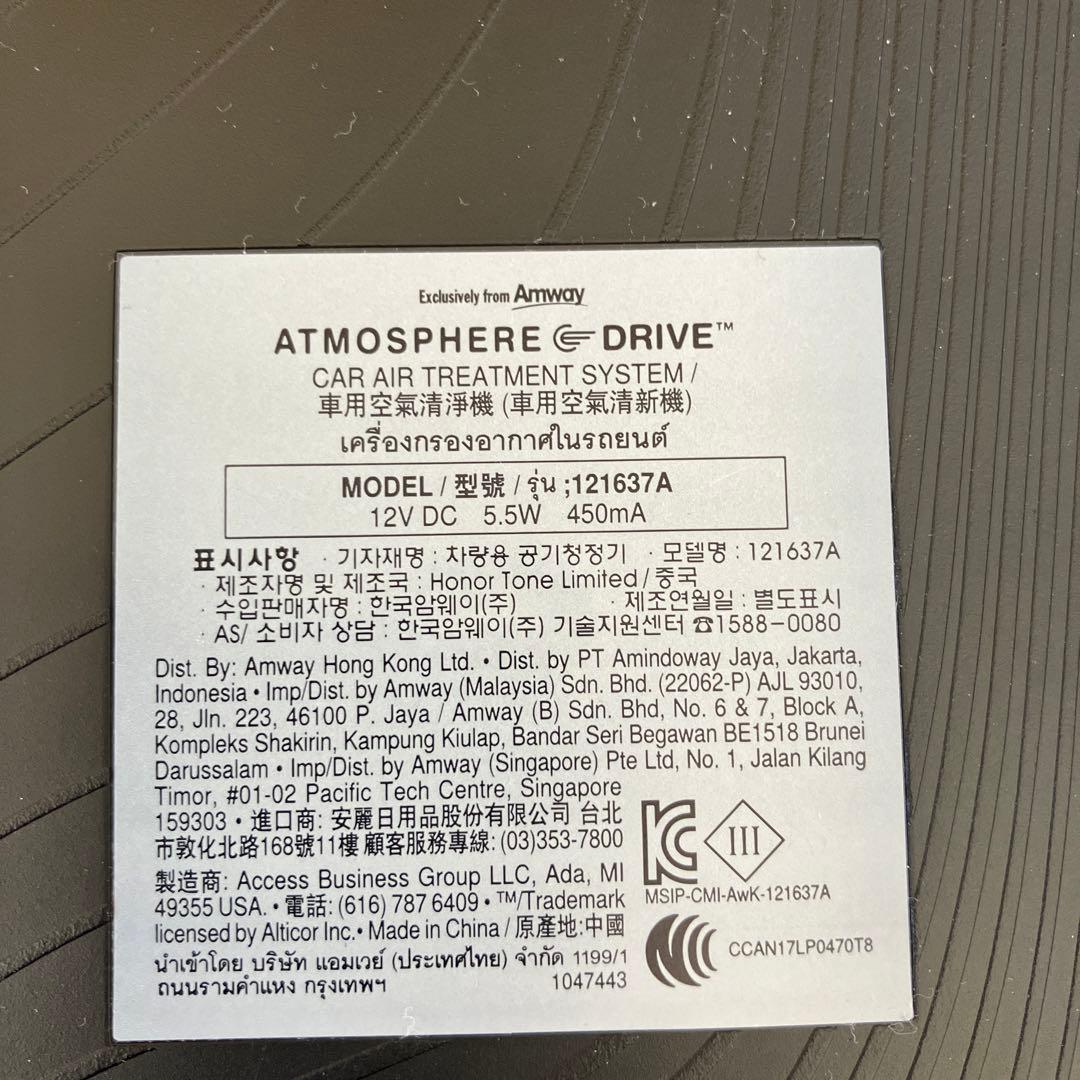 Exclusively from Amway
ATMOSPHERE DRIVE™
CAR AIR TREATMENT SYSTEM /
車用空氣清淨機 (車用空氣清新機)
เครื่องกรองอากาศในรถยนต์
MODEL / 型號 / รุ่น ;121637A
12V DC 5.5W 450mA
표시사항 · 기자재명 : 차량용 공기청정기 · 모델명 : 121637A
· 제조자명 및 제조국 : Honor Tone Limited / 중국
· 수입판매자명 : 한국암웨이(주) · 제조연월일 : 별도표시
· AS/ 소비자 상담 : 한국암웨이(주) 기술지원센터 ☎1588-0080
Dist. By: Amway Hong Kong Ltd. • Dist. by PT Amindoway Jaya, Jakarta,
Indonesia • Imp/Dist. by Amway (Malaysia) Sdn. Bhd. (22062-P) AJL 93010,
28, Jln. 223, 46100 P. Jaya / Amway (B) Sdn. Bhd, No. 6 & 7, Block A,
Kompleks Shakirin, Kampung Kiulap, Bandar Seri Begawan BE1518 Brunei
Darussalam • Imp/Dist. by Amway (Singapore) Pte Ltd, No. 1, Jalan Kilang
Timor, #01-02 Pacific Tech Centre, Singapore
159303 • 進口商: 安麗日用品股份有限公司 台北
市敦化北路168號11樓 顧客服務專線: (03)353-7800
製造商: Access Business Group LLC, Ada, MI
49355 USA. • 電話: (616) 787 6409 • ™/Trademark
licensed by Alticor Inc. • Made in China / 原產地:中國
นำเข้าโดย บริษัท แอมเวย์ (ประเทศไทย) จำกัด 1199/1
ถนนรามคำแหง กรุงเทพฯ 1047443
KC
III
MSIP-CMI-AwK-121637A
CCAN17LP0470T8